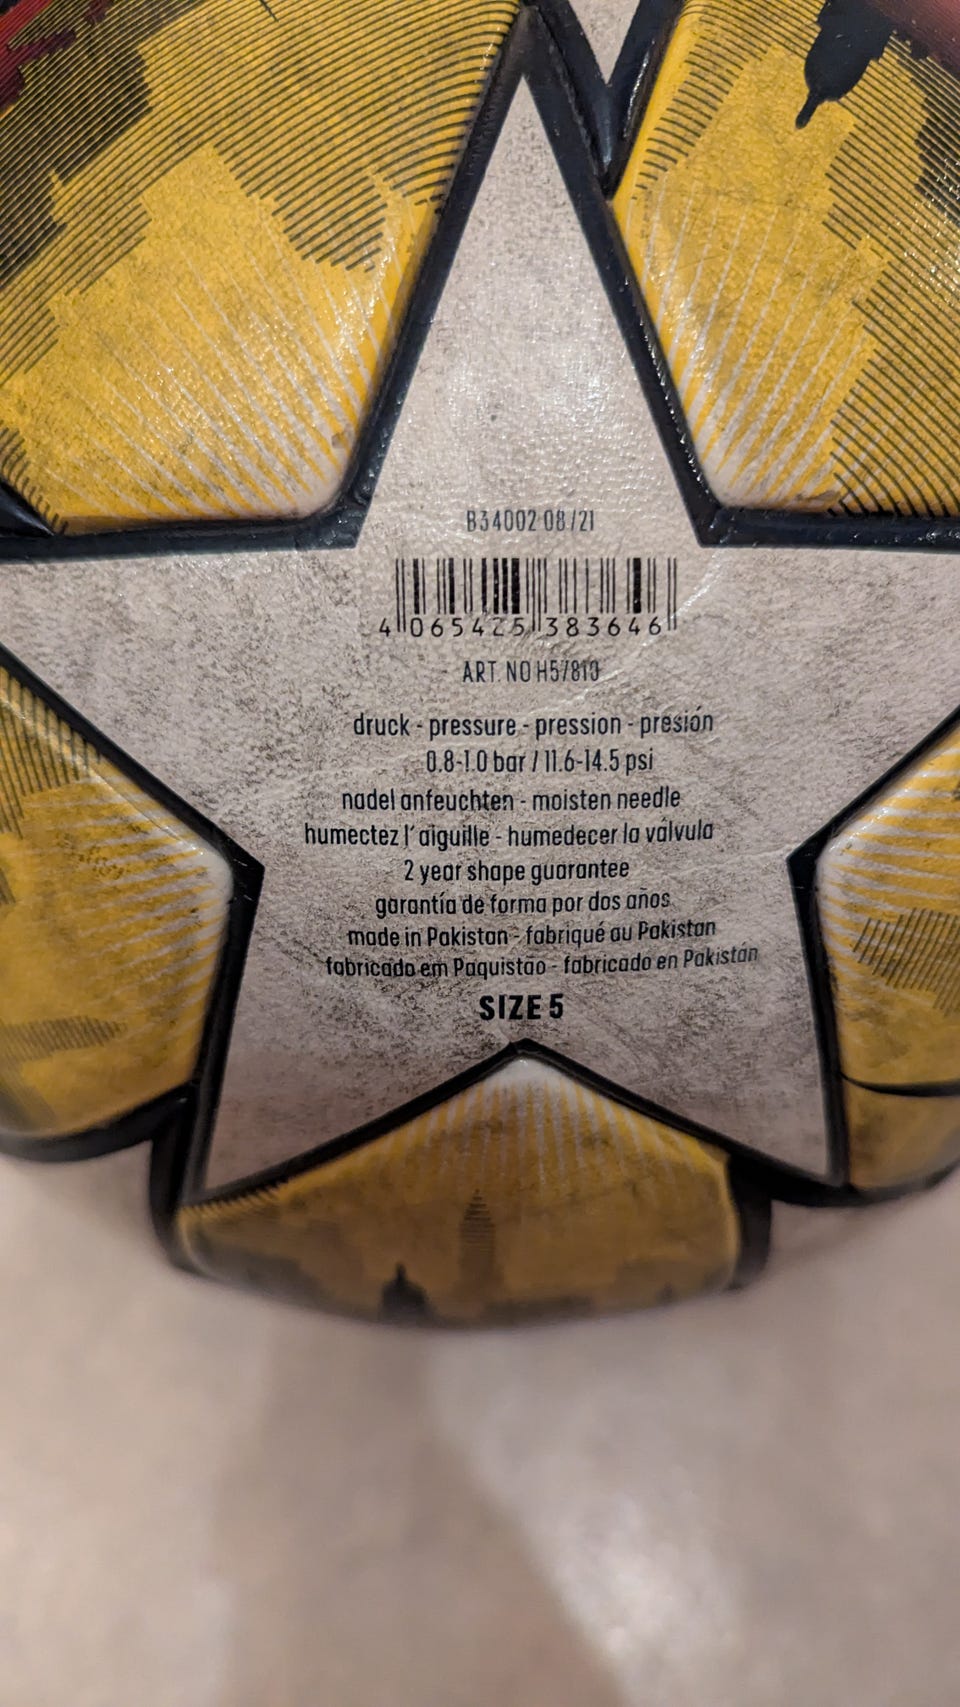 B34002 08/21
4 065425 383646
ART. NO H57810
druck - pressure - pression - presión
0.8-1.0 bar / 11.6-14.5 psi
nadel anfeuchten - moisten needle
humectez l'aiguille - humedecer la válvula
2 year shape guarantee
garantía de forma por dos años
made in Pakistan - fabriqué au Pakistan
fabricado em Paquistão - fabricado en Pakistán
SIZE 5